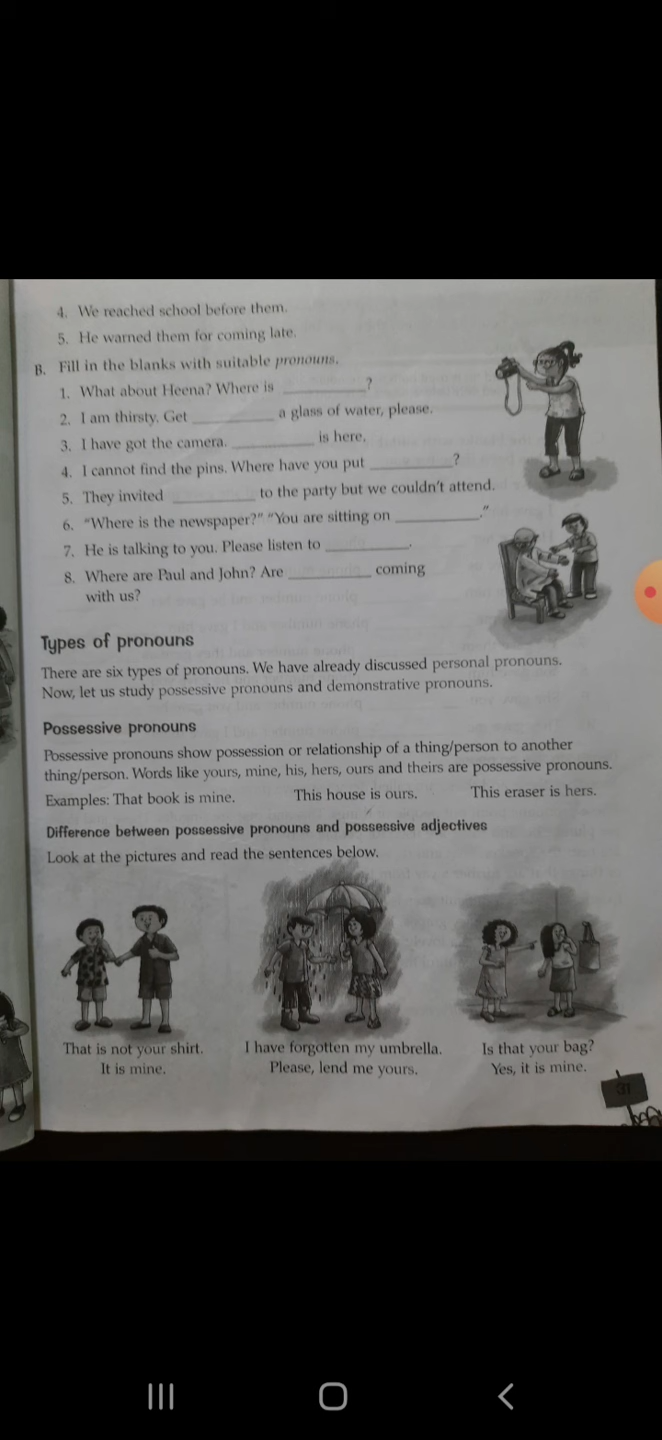 4. We reached school before them.
5. He warned them for coming late.
B. Fill in the blanks with suitable pronouns.
1. What about Heena? Where is __________?
2. I am thirsty. Get __________ a glass of water, please.
3. I have got the camera. __________ is here.
4. I cannot find the pins. Where have you put __________?
5. They invited __________ to the party but we couldn't attend.
6. "Where is the newspaper?" "You are sitting on __________."
7. He is talking to you. Please listen to __________.
8. Where are Paul and John? Are __________ coming
with us?
Types of pronouns
There are six types of pronouns. We have already discussed personal pronouns.
Now, let us study possessive pronouns and demonstrative pronouns.
Possessive pronouns
Possessive pronouns show possession or relationship of a thing/person to another
thing/person. Words like yours, mine, his, hers, ours and theirs are possessive pronouns.
Examples: That book is mine. This house is ours. This eraser is hers.
Difference between possessive pronouns and possessive adjectives
Look at the pictures and read the sentences below.
That is not your shirt.
It is mine.
I have forgotten my umbrella.
Please, lend me yours.
Is that your bag?
Yes, it is mine.
31